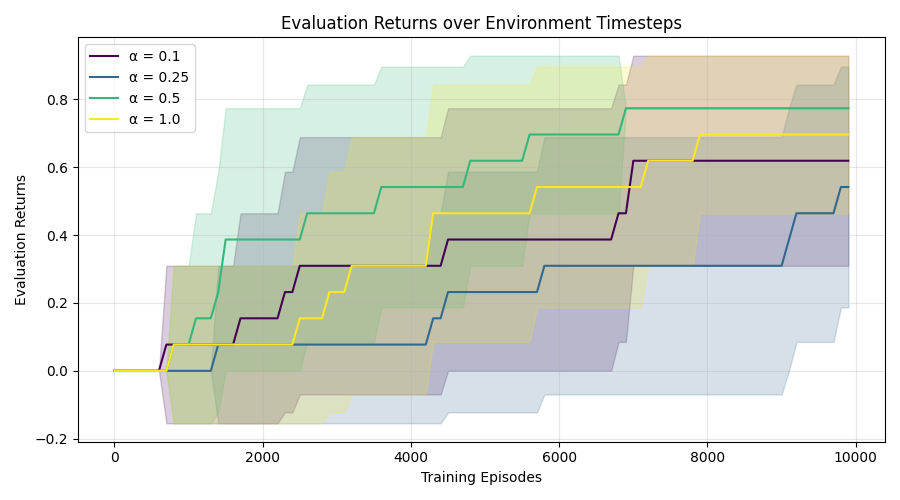 Evaluation Returns over Environment Timesteps
α = 0.1
α = 0.25
α = 0.5
α = 1.0
Evaluation Returns
0.8
0.6
0.4
0.2
0.0
−0.2
0 2000 4000 6000 8000 10000
Training Episodes